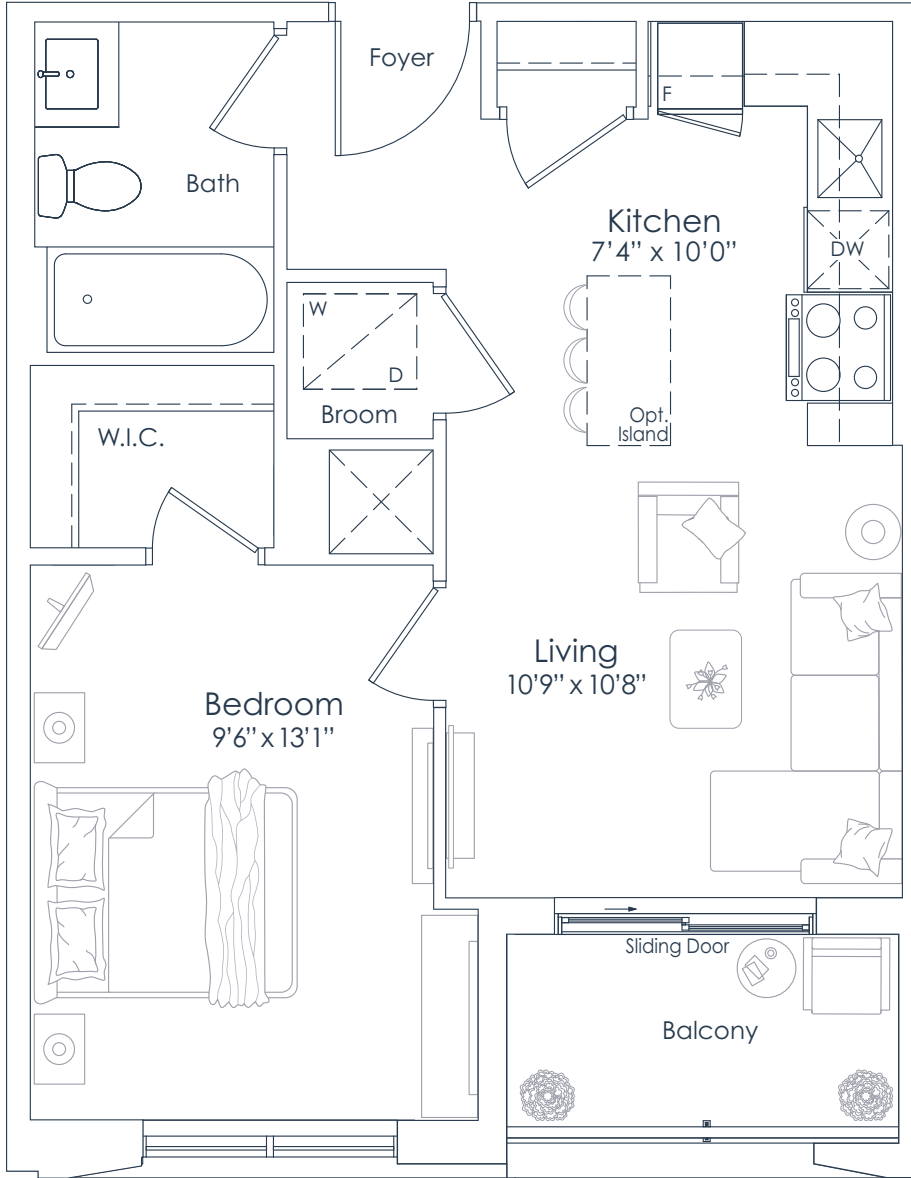 Foyer
F
Bath
Kitchen
7’4” x 10’0”
DW
W
D
Broom
Opt.
Island
W.I.C.
Living
10’9” x 10’8”
Bedroom
9’6” x 13’1”
Sliding Door
Balcony